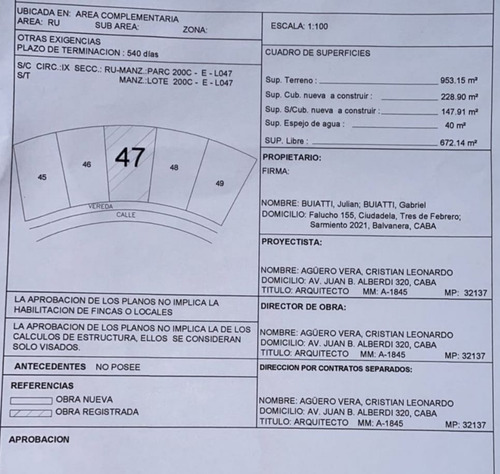 UBICADA EN: AREA COMPLEMENTARIA
AREA: RU SUB AREA: ZONA:
OTRAS EXIGENCIAS
PLAZO DE TERMINACION : 540 días
S/C CIRC.:IX SECC.: RU-MANZ.:PARC 200C - E - L047
S/T MANZ.:LOTE 200C - E - L047
45
46
47
48
49
VEREDA
CALLE
LA APROBACION DE LOS PLANOS NO IMPLICA LA
HABILITACION DE FINCAS O LOCALES
LA APROBACION DE LOS PLANOS NO IMPLICA LA DE LOS
CALCULOS DE ESTRUCTURA, ELLOS SE CONSIDERAN
SOLO VISADOS.
ANTECEDENTES NO POSEE
REFERENCIAS
OBRA NUEVA
OBRA REGISTRADA
APROBACION
ESCALA: 1:100
CUADRO DE SUPERFICIES
Sup. Terreno : 953.15 m²
Sup. Cub. nueva a construir : 228.90 m²
Sup. S/Cub. nueva a construir : 147.91 m²
Sup. Espejo de agua : 40 m²
SUP. Libre : 672.14 m²
PROPIETARIO:
FIRMA:
NOMBRE: BUIATTI, Julian; BUIATTI, Gabriel
DOMICILIO: Falucho 155, Ciudadela, Tres de Febrero;
Sarmiento 2021, Balvanera, CABA
PROYECTISTA:
NOMBRE: AGÜERO VERA, CRISTIAN LEONARDO
DOMICILIO: AV. JUAN B. ALBERDI 320, CABA
TITULO: ARQUITECTO MM: A-1845 MP: 32137
DIRECTOR DE OBRA:
NOMBRE: AGÜERO VERA, CRISTIAN LEONARDO
DOMICILIO: AV. JUAN B. ALBERDI 320, CABA
TITULO: ARQUITECTO MM: A-1845 MP: 32137
DIRECCION POR CONTRATOS SEPARADOS:
NOMBRE: AGÜERO VERA, CRISTIAN LEONARDO
DOMICILIO: AV. JUAN B. ALBERDI 320, CABA
TITULO: ARQUITECTO MM: A-1845 MP: 32137